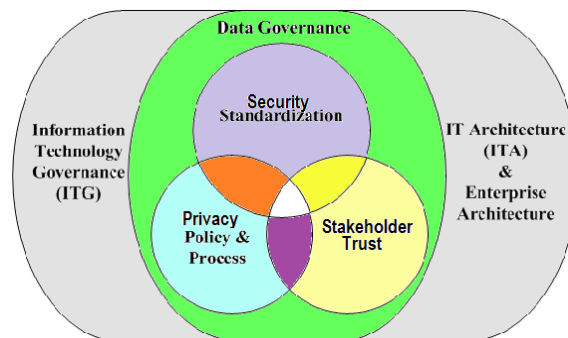 Data Governance
Security
Standardization
Information
Technology
Governance
(ITG)
IT Architecture
(ITA)
&
Enterprise
Architecture
Privacy
Policy &
Process
Stakeholder
Trust